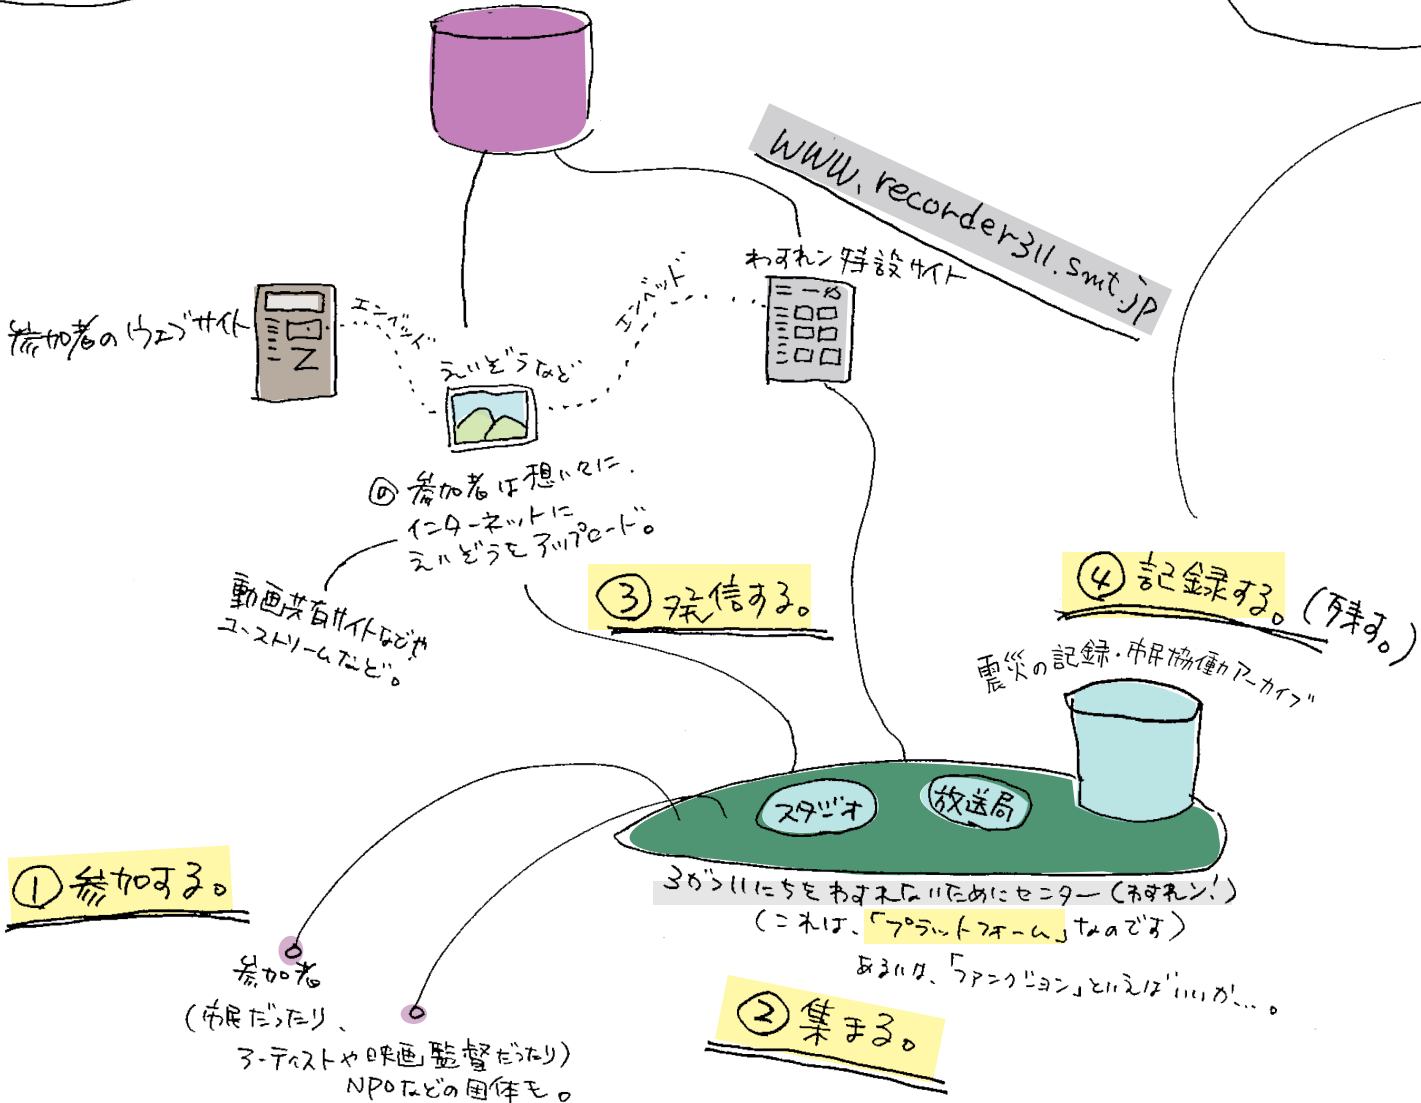 www.recorder311.smt.jp
わすれン特設サイト
参加者のウェブサイト
エンベッド
エンベッド
えいぞうなど
参加者は想い々に、
インターネットに
えいぞうをアップロード。
動画共有サイトなどや
ユーストリームなど。
③発信する。
④記録する。(残す。)
震災の記録・市民協働アーカイブ
スタジオ
放送局
3がつ11にちをわすれないためにセンター(わすれン!)
(これは、「プラットフォーム」なのです)
あるいは、「ファンクション」といえばいいか…。
①参加する。
参加者
(市民だったり、
アーティストや映画監督だったり)
NPOなどの団体も。
②集まる。